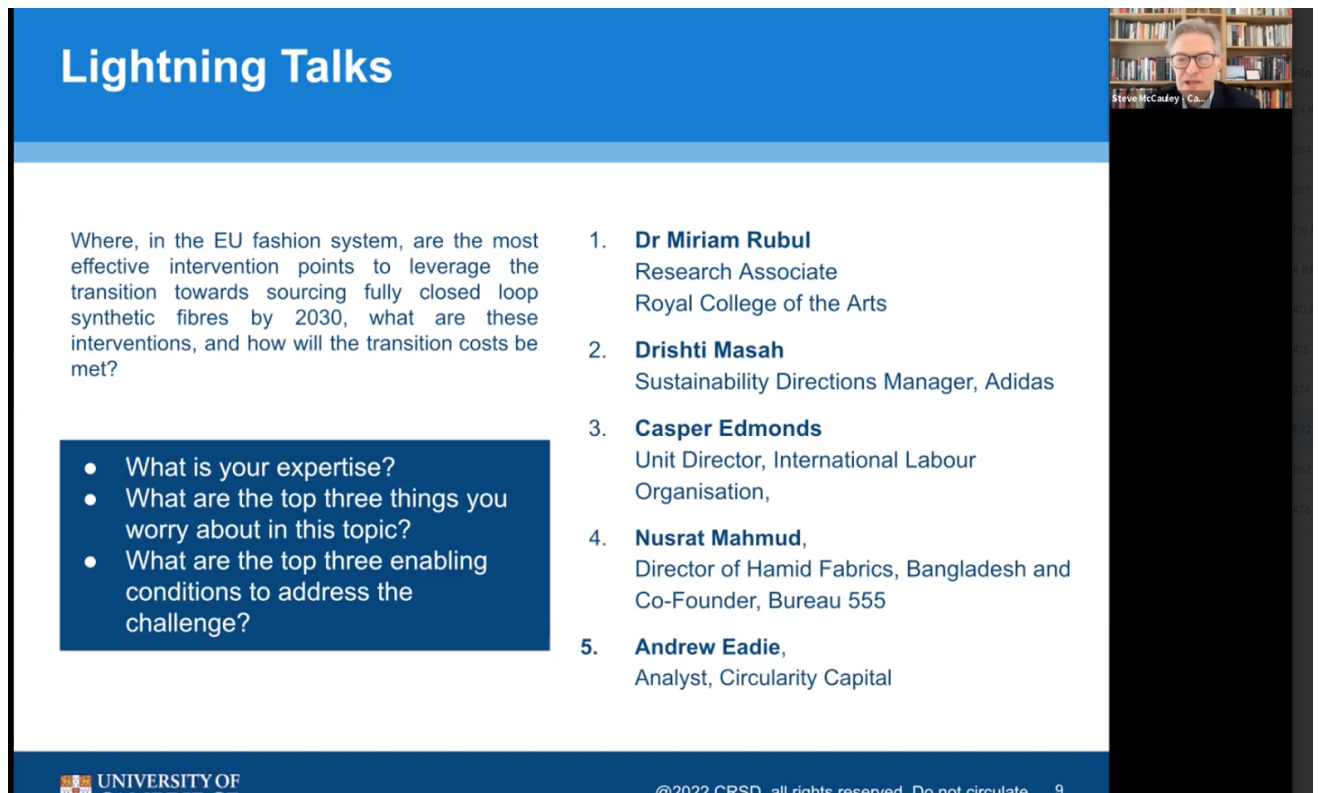 Lightning Talks
Steve McCauley - Ca...
Where, in the EU fashion system, are the most
effective intervention points to leverage the
transition towards sourcing fully closed loop
synthetic fibres by 2030, what are these
interventions, and how will the transition costs be
met?
● What is your expertise?
● What are the top three things you
worry about in this topic?
● What are the top three enabling
conditions to address the
challenge?
1. Dr Miriam Rubul
Research Associate
Royal College of the Arts
2. Drishti Masah
Sustainability Directions Manager, Adidas
3. Casper Edmonds
Unit Director, International Labour
Organisation,
4. Nusrat Mahmud,
Director of Hamid Fabrics, Bangladesh and
Co-Founder, Bureau 555
5. Andrew Eadie,
Analyst, Circularity Capital
UNIVERSITY OF
@2022 CRSD, all rights reserved. Do not circulate 9